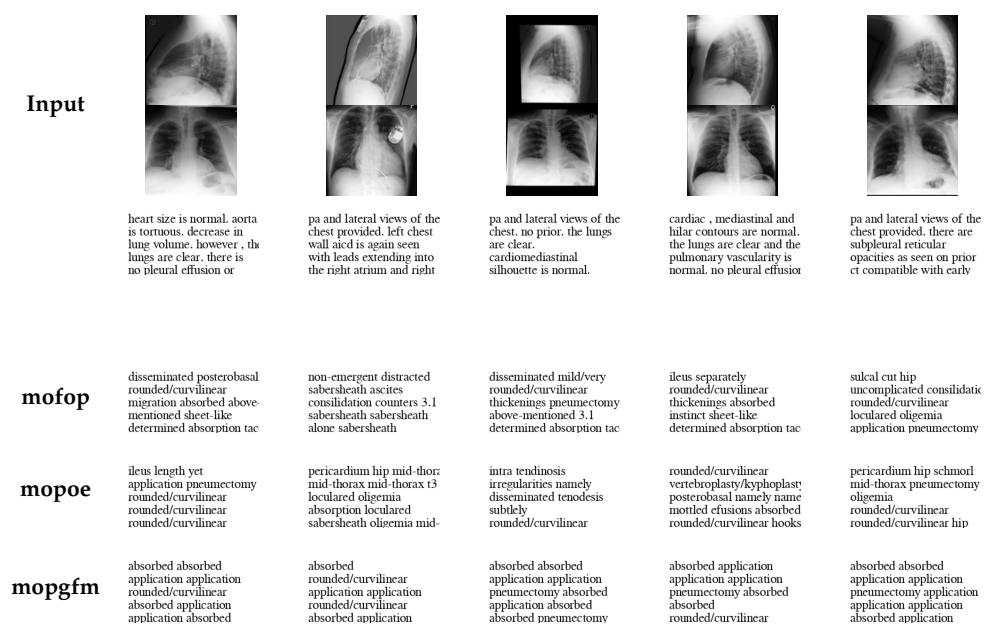 Input
heart size is normal. aorta
is tortuous. decrease in
lung volume. however , the
lungs are clear. there is
no pleural effusion or
pa and lateral views of the
chest provided. left chest
wall aicd is again seen
with leads extending into
the right atrium and right
pa and lateral views of the
chest. no prior. the lungs
are clear.
cardiomediastinal
silhouette is normal.
cardiac , mediastinal and
hilar contours are normal.
the lungs are clear and the
pulmonary vascularity is
normal. no pleural effusion
pa and lateral views of the
chest provided. there are
subpleural reticular
opacities as seen on prior
ct compatible with early
mofop
disseminated posterobasal
rounded/curvilinear
migration absorbed above-
mentioned sheet-like
determined absorption tac
non-emergent distracted
sabersheath ascites
consilidation counters 3.1
sabersheath sabersheath
alone sabersheath
disseminated mild/very
rounded/curvilinear
thickenings pneumectomy
above-mentioned 3.1
determined absorption tac
ileus separately
rounded/curvilinear
thickenings absorbed
instinct sheet-like
determined absorption tac
sulcal cut hip
uncomplicated consilidatio
rounded/curvilinear
loculared oligemia
application pneumectomy
mopoe
ileus length yet
application pneumectomy
rounded/curvilinear
rounded/curvilinear
rounded/curvilinear
pericardium hip mid-thora
mid-thorax mid-thorax t3
loculared oligemia
absorption loculared
sabersheath oligemia mid-
intra tendinosis
irregularities namely
disseminated tenodesis
subtlely
rounded/curvilinear
rounded/curvilinear
vertebroplasty/kyphoplasty
posterobasal namely name
mottled efusions absorbed
rounded/curvilinear hooks
pericardium hip schmorl
mid-thorax pneumectomy
oligemia
rounded/curvilinear
rounded/curvilinear hip
mopgfm
absorbed absorbed
application application
rounded/curvilinear
absorbed application
application absorbed
absorbed
rounded/curvilinear
application application
rounded/curvilinear
absorbed application
absorbed absorbed
application application
pneumectomy absorbed
application absorbed
absorbed pneumectomy
absorbed application
application application
pneumectomy absorbed
absorbed
rounded/curvilinear
absorbed absorbed
application application
pneumectomy application
application application
absorbed application